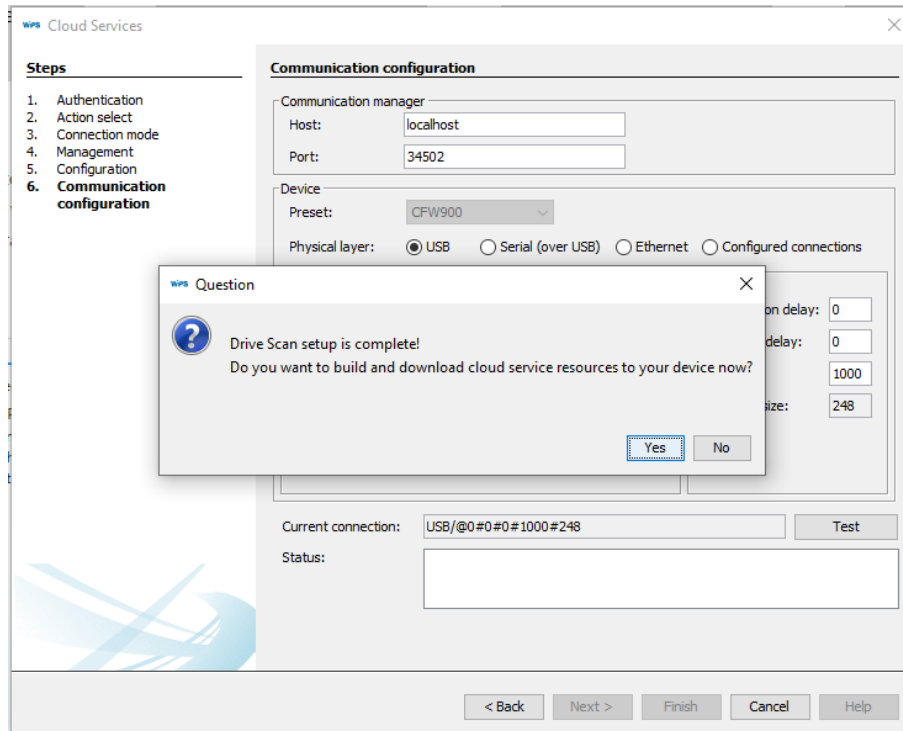 WPS Cloud Services
Steps
1. Authentication
2. Action select
3. Connection mode
4. Management
5. Configuration
6. Communication
configuration
Communication configuration
Communication manager
Host: localhost
Port: 34502
Device
Preset: CFW900
Physical layer: USB Serial (over USB) Ethernet Configured connections
WPS Question
Drive Scan setup is complete!
Do you want to build and download cloud service resources to your device now?
Yes No
delay: 0
delay: 0
1000
size: 248
Current connection: USB/@0#0#0#1000#248 Test
Status:
< Back Next > Finish Cancel Help